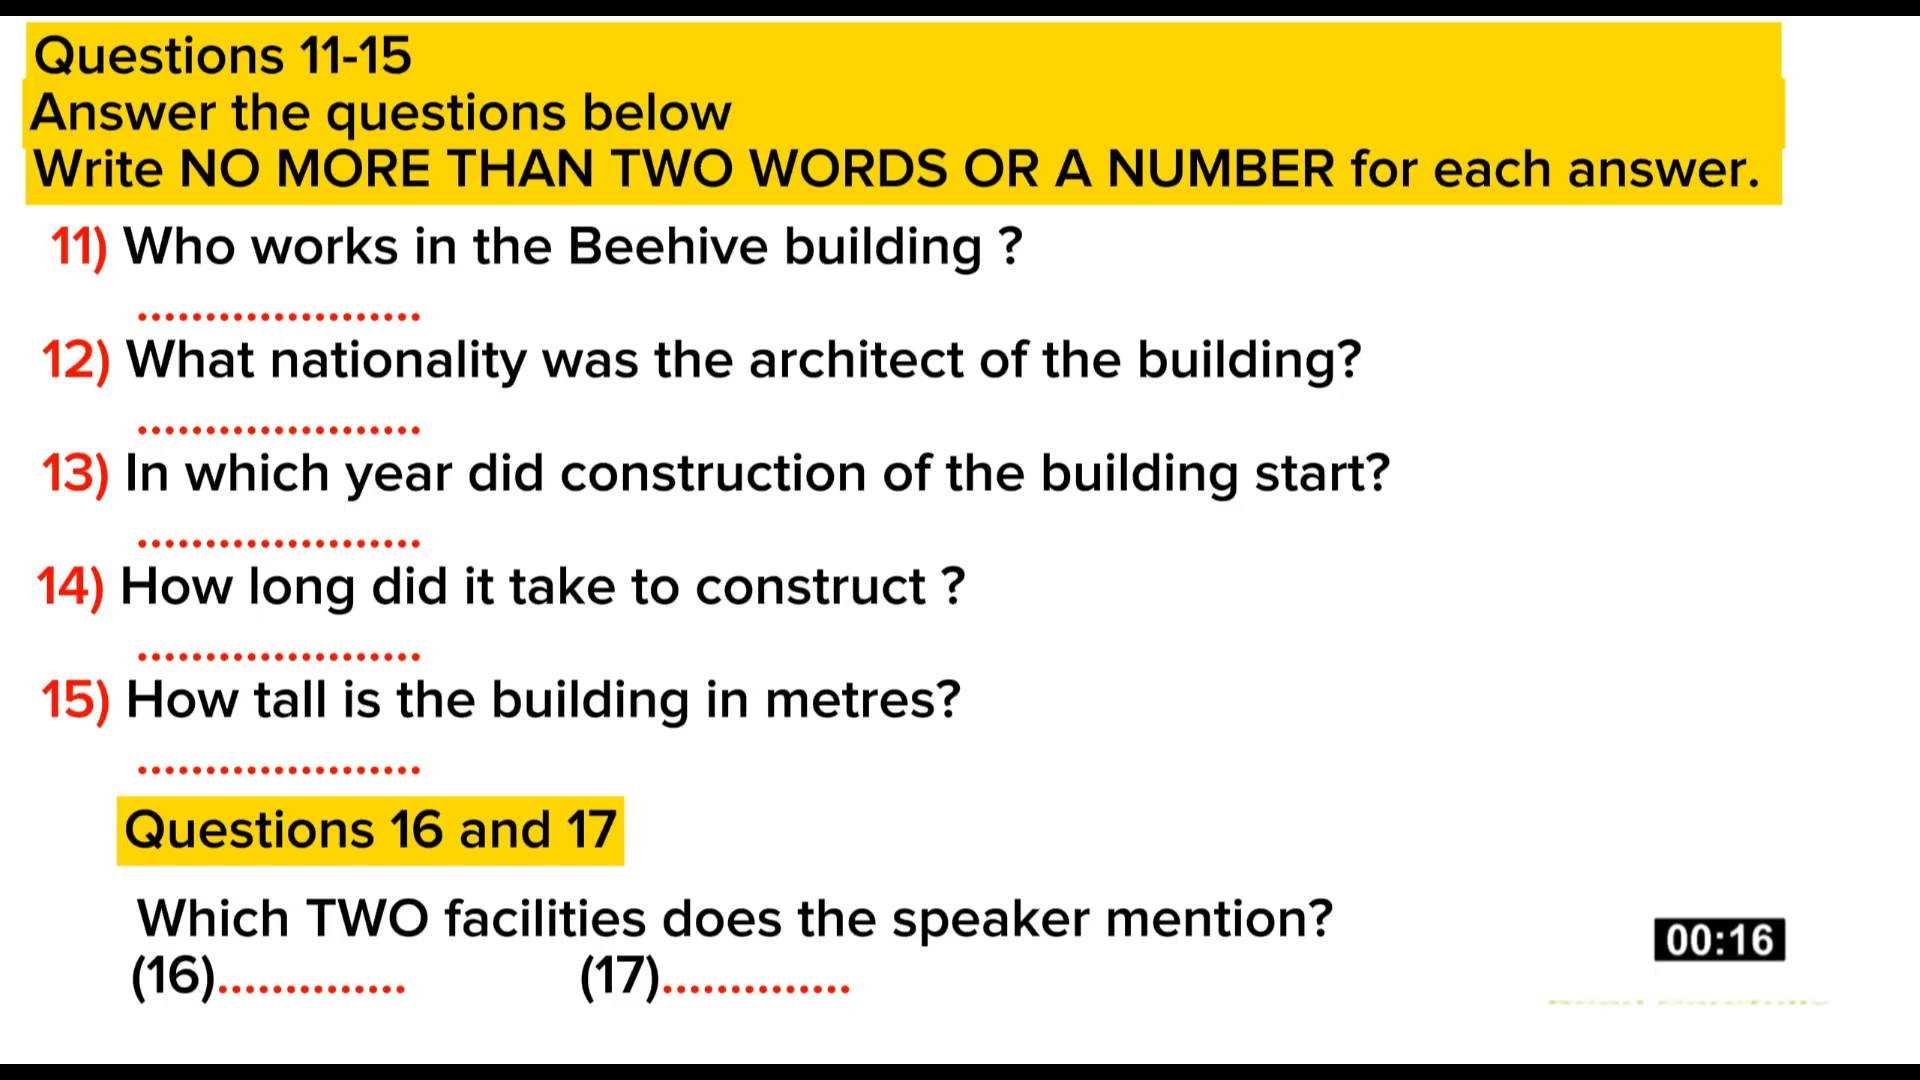 Questions 11-15
Answer the questions below
Write NO MORE THAN TWO WORDS OR A NUMBER for each answer.
11) Who works in the Beehive building ?
.....................
12) What nationality was the architect of the building?
.....................
13) In which year did construction of the building start?
.....................
14) How long did it take to construct ?
.....................
15) How tall is the building in metres?
.....................
Questions 16 and 17
Which TWO facilities does the speaker mention?
(16).............. (17)..............
00:16